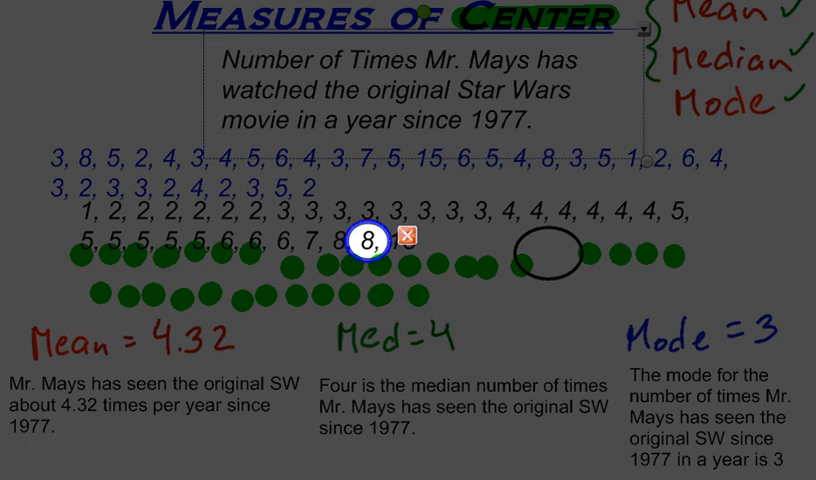 MEASURES OF CENTER
Mean ✓
Median ✓
Mode ✓
Number of Times Mr. Mays has
watched the original Star Wars
movie in a year since 1977.
3, 8, 5, 2, 4, 3, 4, 5, 6, 4, 3, 7, 5, 15, 6, 5, 4, 8, 3, 5, 1, 2, 6, 4,
3, 2, 3, 3, 2, 4, 2, 3, 5, 2
1, 2, 2, 2, 2, 2, 2, 3, 3, 3, 3, 3, 3, 3, 3, 4, 4, 4, 4, 4, 4, 5,
5, 5, 5, 5, 5, 6, 6, 6, 7, 8, 8,
Mean = 4.32
Med = 4
Mode = 3
Mr. Mays has seen the original SW
about 4.32 times per year since
1977.
Four is the median number of times
Mr. Mays has seen the original SW
since 1977.
The mode for the
number of times Mr.
Mays has seen the
original SW since
1977 in a year is 3